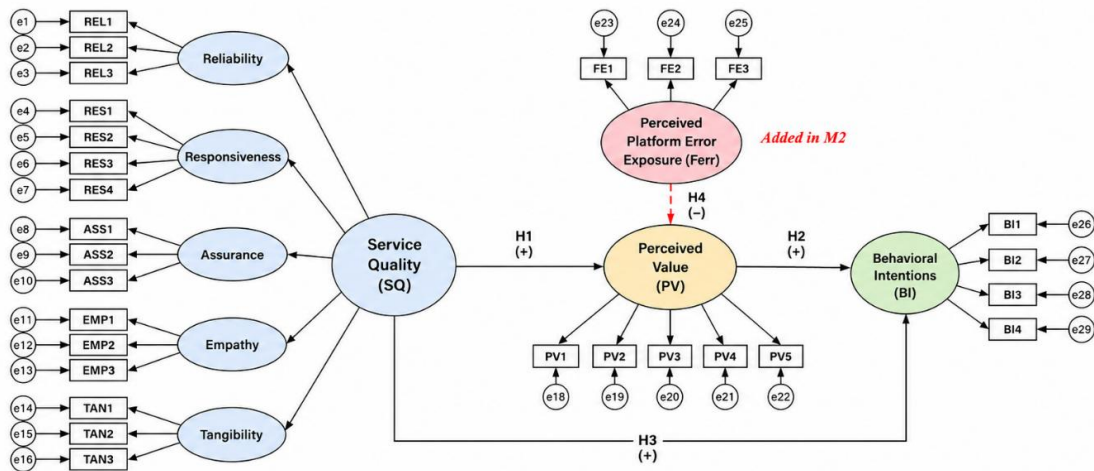 e1
REL1
e2
REL2
e3
REL3
Reliability
e4
RES1
e5
RES2
e6
RES3
e7
RES4
Responsiveness
e8
ASS1
e9
ASS2
e10
ASS3
Assurance
e11
EMP1
e12
EMP2
e13
EMP3
Empathy
e14
TAN1
e15
TAN2
e16
TAN3
Tangibility
Service
Quality
(SQ)
H1
(+)
e23
e24
e25
FE1
FE2
FE3
Perceived
Platform Error
Exposure (Ferr)
Added in M2
H4
(−)
Perceived
Value
(PV)
PV1
PV2
PV3
PV4
PV5
e18
e19
e20
e21
e22
H2
(+)
Behavioral
Intentions
(BI)
BI1
e26
BI2
e27
BI3
e28
BI4
e29
H3
(+)